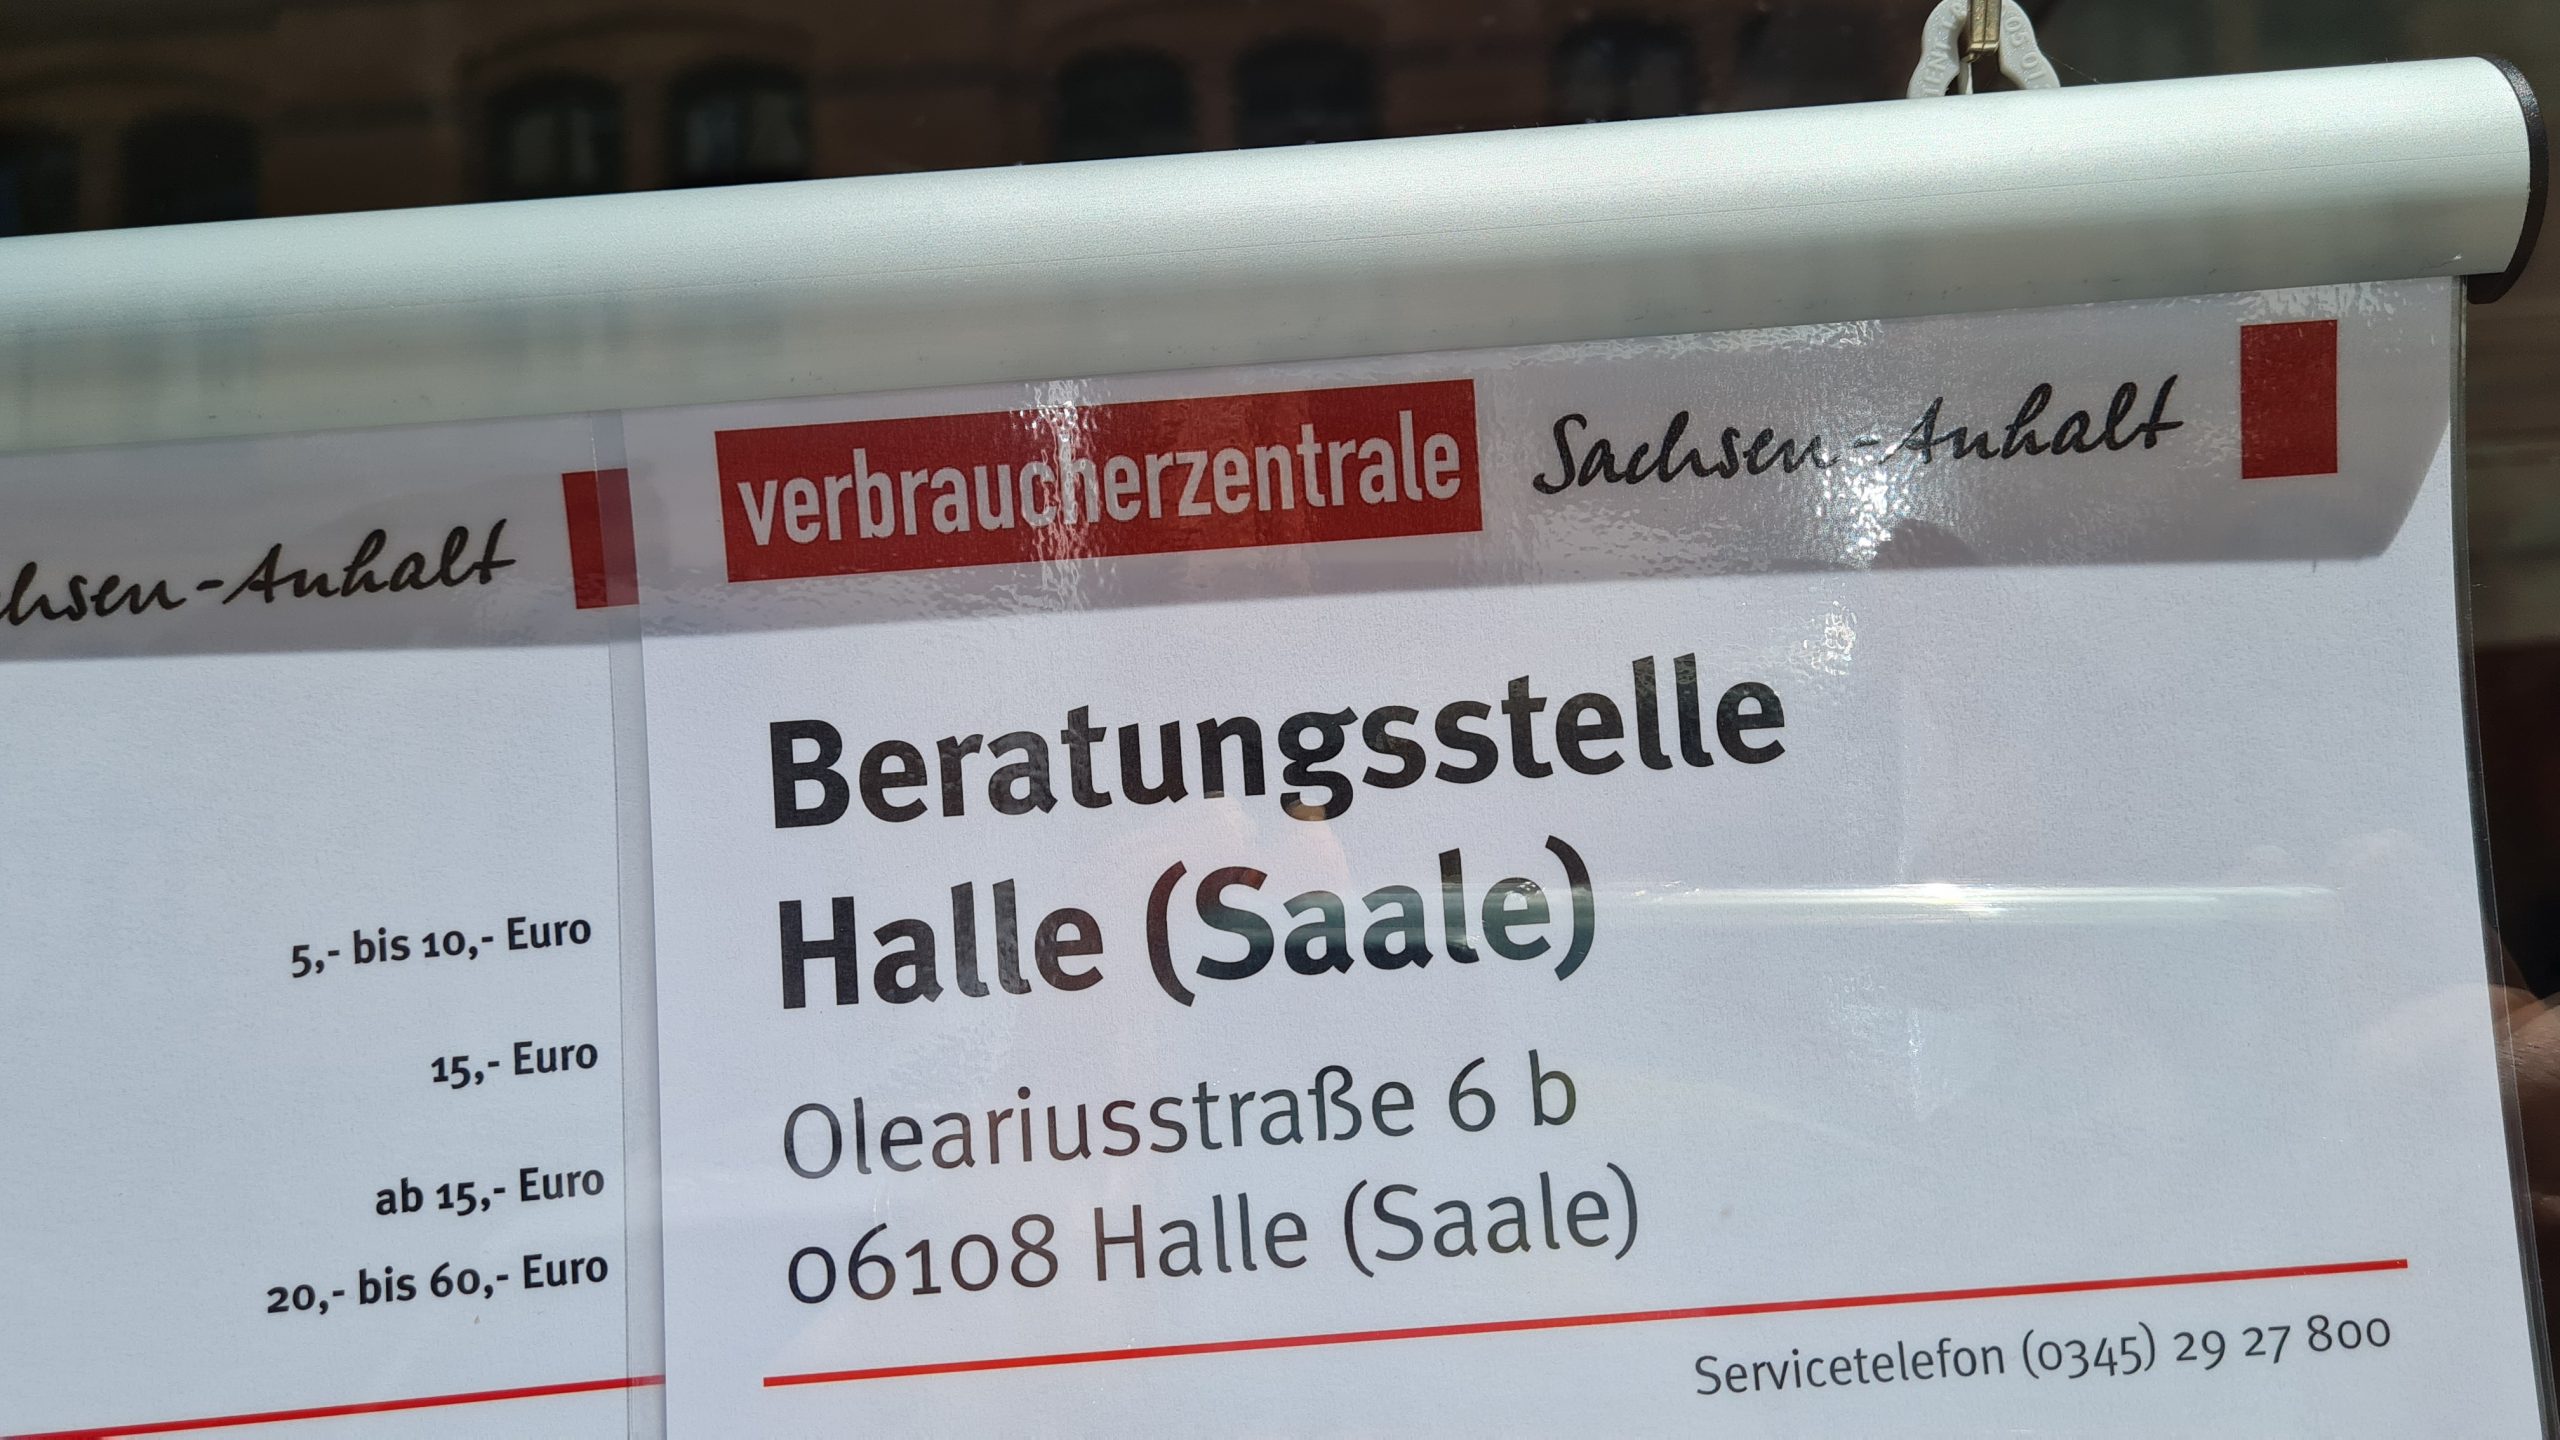 Sachsen-Anhalt
5,- bis 10,- Euro
15,- Euro
ab 15,- Euro
20,- bis 60,- Euro
verbraucherzentrale Sachsen-Anhalt
Beratungsstelle
Halle (Saale)
Oleariusstraße 6 b
06108 Halle (Saale)
Servicetelefon (0345) 29 27 800